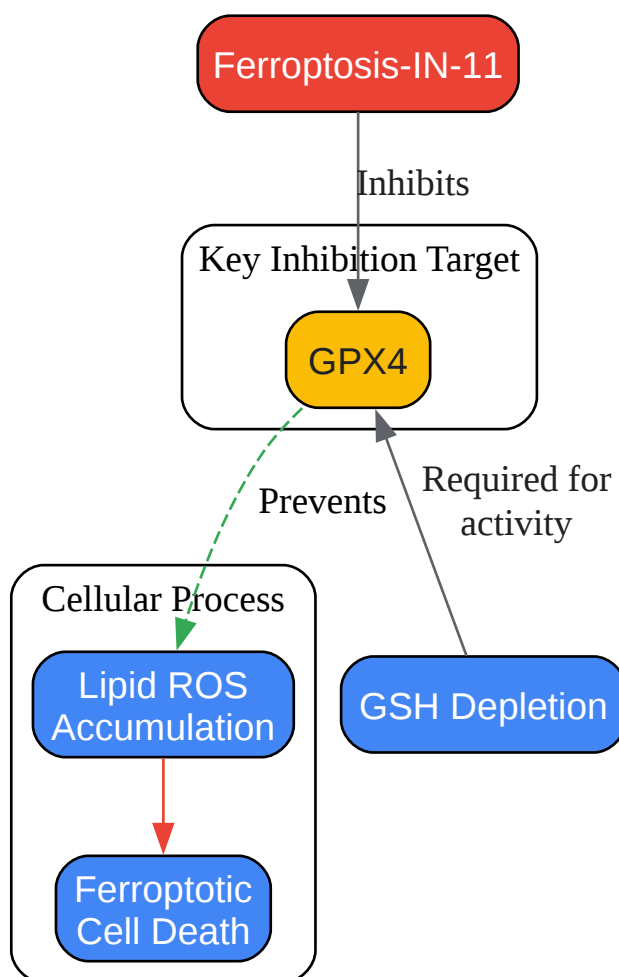 Ferroptosis-IN-11
Inhibits
Key Inhibition Target
GPX4
Prevents
Required for
activity
Cellular Process
Lipid ROS
Accumulation
GSH Depletion
Ferroptotic
Cell Death